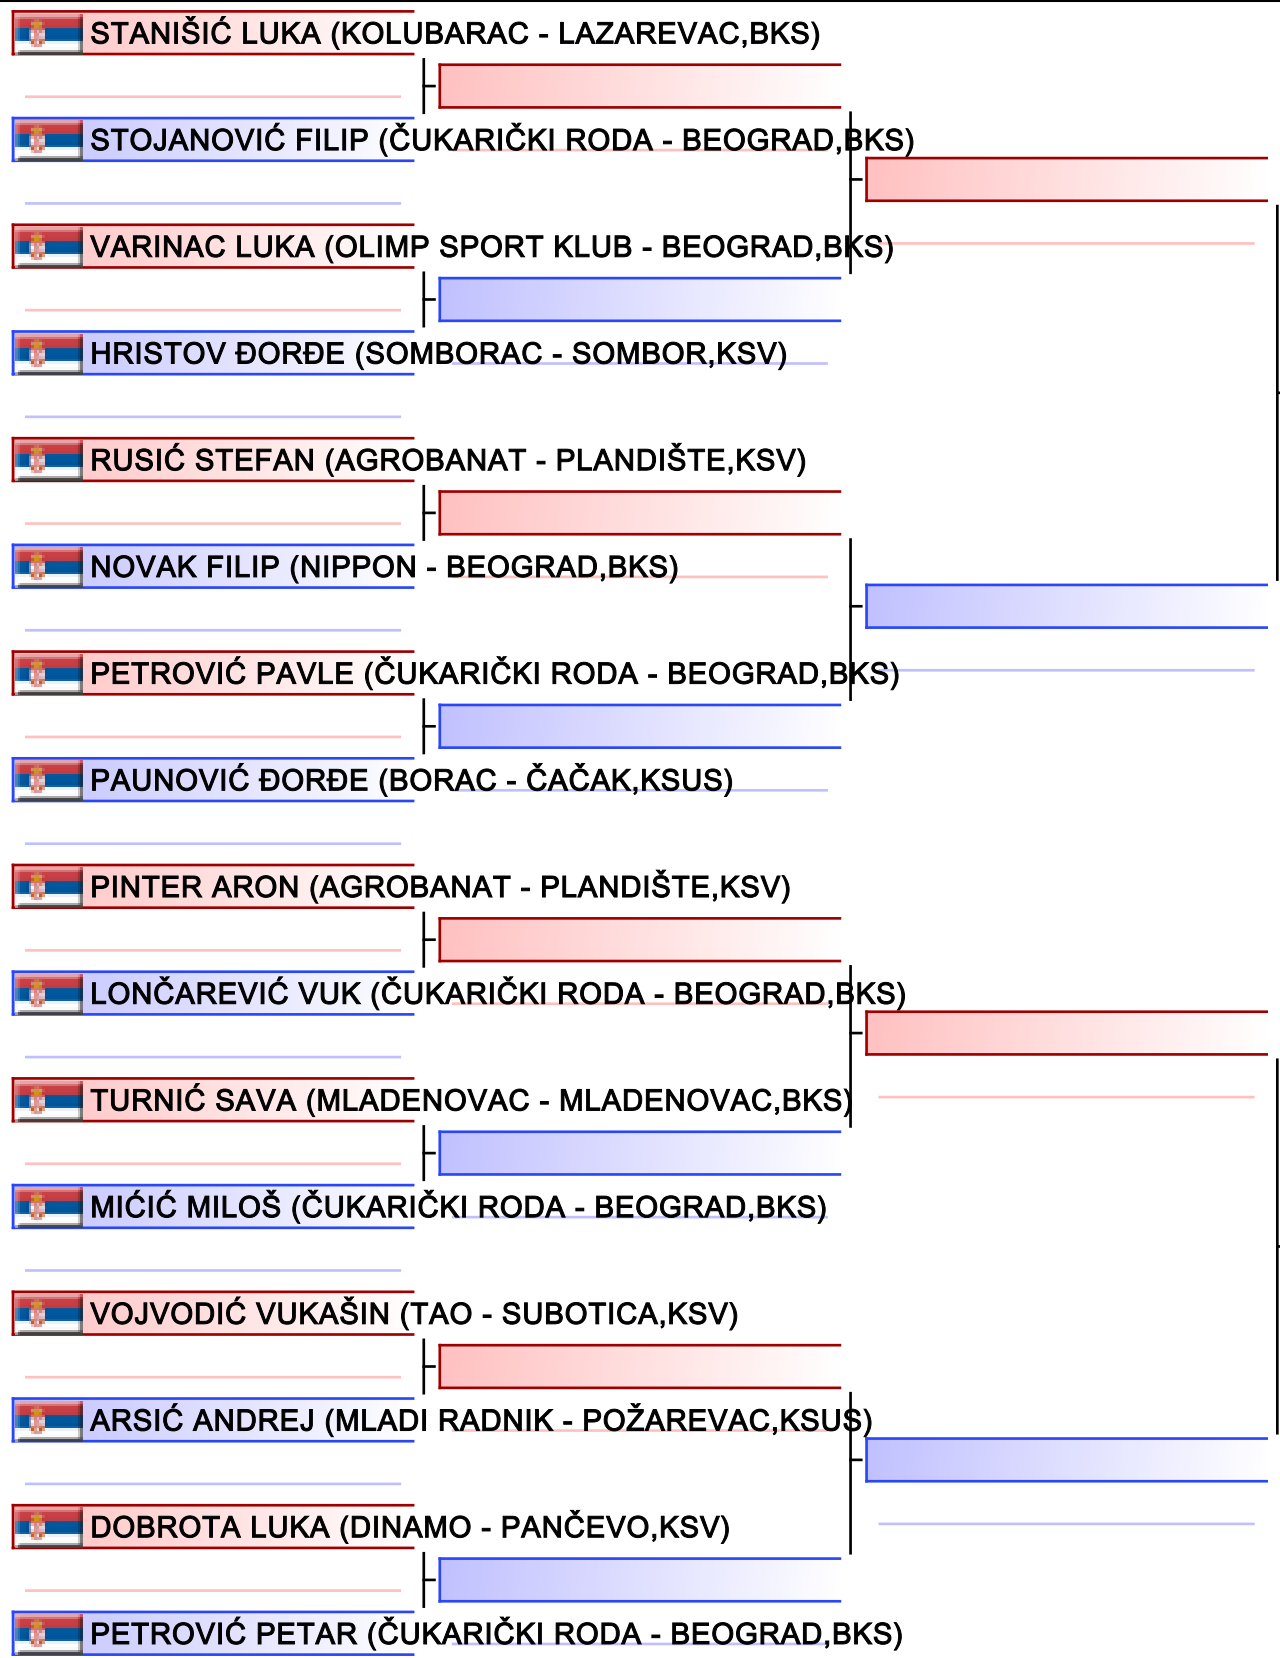 STANIŠIĆ LUKA (KOLUBARAC - LAZAREVAC,BKS)
STOJANOVIĆ FILIP (ČUKARIČKI RODA - BEOGRAD,BKS)
VARINAC LUKA (OLIMP SPORT KLUB - BEOGRAD,BKS)
HRISTOV ĐORĐE (SOMBORAC - SOMBOR,KSV)
RUSIĆ STEFAN (AGROBANAT - PLANDIŠTE,KSV)
NOVAK FILIP (NIPPON - BEOGRAD,BKS)
PETROVIĆ PAVLE (ČUKARIČKI RODA - BEOGRAD,BKS)
PAUNOVIĆ ĐORĐE (BORAC - ČAČAK,KSUS)
PINTER ARON (AGROBANAT - PLANDIŠTE,KSV)
LONČAREVIĆ VUK (ČUKARIČKI RODA - BEOGRAD,BKS)
TURNIĆ SAVA (MLADENOVAC - MLADENOVAC,BKS)
MIĆIĆ MILOŠ (ČUKARIČKI RODA - BEOGRAD,BKS)
VOJVODIĆ VUKAŠIN (TAO - SUBOTICA,KSV)
ARSIĆ ANDREJ (MLADI RADNIK - POŽAREVAC,KSUS)
DOBROTA LUKA (DINAMO - PANČEVO,KSV)
PETROVIĆ PETAR (ČUKARIČKI RODA - BEOGRAD,BKS)